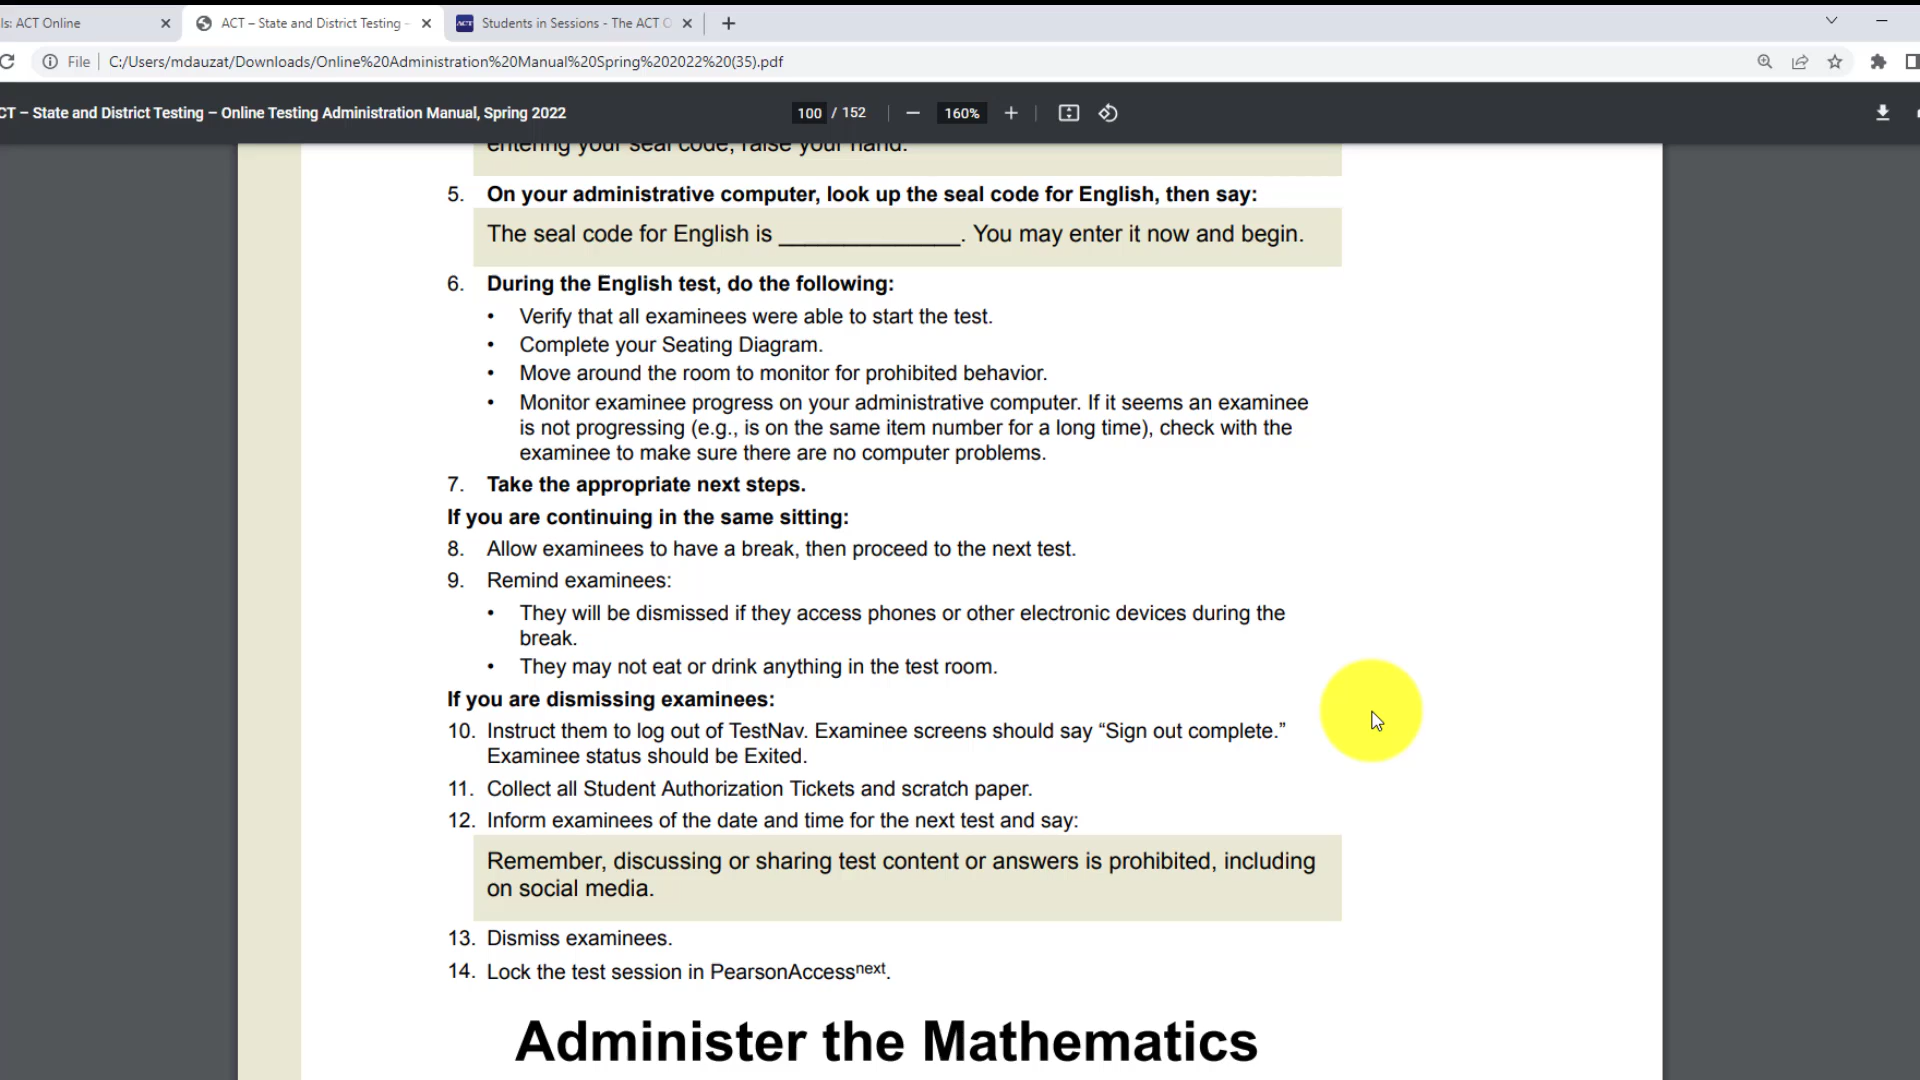 ls: ACT Online
ACT – State and District Testing –
ACT
Students in Sessions - The ACT O
File
C:/Users/mdauzat/Downloads/Online%20Administration%20Manual%20Spring%202022%20(35).pdf
CT – State and District Testing – Online Testing Administration Manual, Spring 2022
100 / 152
160%
entering your seal code, raise your hand.
5. On your administrative computer, look up the seal code for English, then say:
The seal code for English is ______________. You may enter it now and begin.
6. During the English test, do the following:
• Verify that all examinees were able to start the test.
• Complete your Seating Diagram.
• Move around the room to monitor for prohibited behavior.
• Monitor examinee progress on your administrative computer. If it seems an examinee
is not progressing (e.g., is on the same item number for a long time), check with the
examinee to make sure there are no computer problems.
7. Take the appropriate next steps.
If you are continuing in the same sitting:
8. Allow examinees to have a break, then proceed to the next test.
9. Remind examinees:
• They will be dismissed if they access phones or other electronic devices during the
break.
• They may not eat or drink anything in the test room.
If you are dismissing examinees:
10. Instruct them to log out of TestNav. Examinee screens should say “Sign out complete.”
Examinee status should be Exited.
11. Collect all Student Authorization Tickets and scratch paper.
12. Inform examinees of the date and time for the next test and say:
Remember, discussing or sharing test content or answers is prohibited, including
on social media.
13. Dismiss examinees.
14. Lock the test session in PearsonAccessnext.
Administer the Mathematics